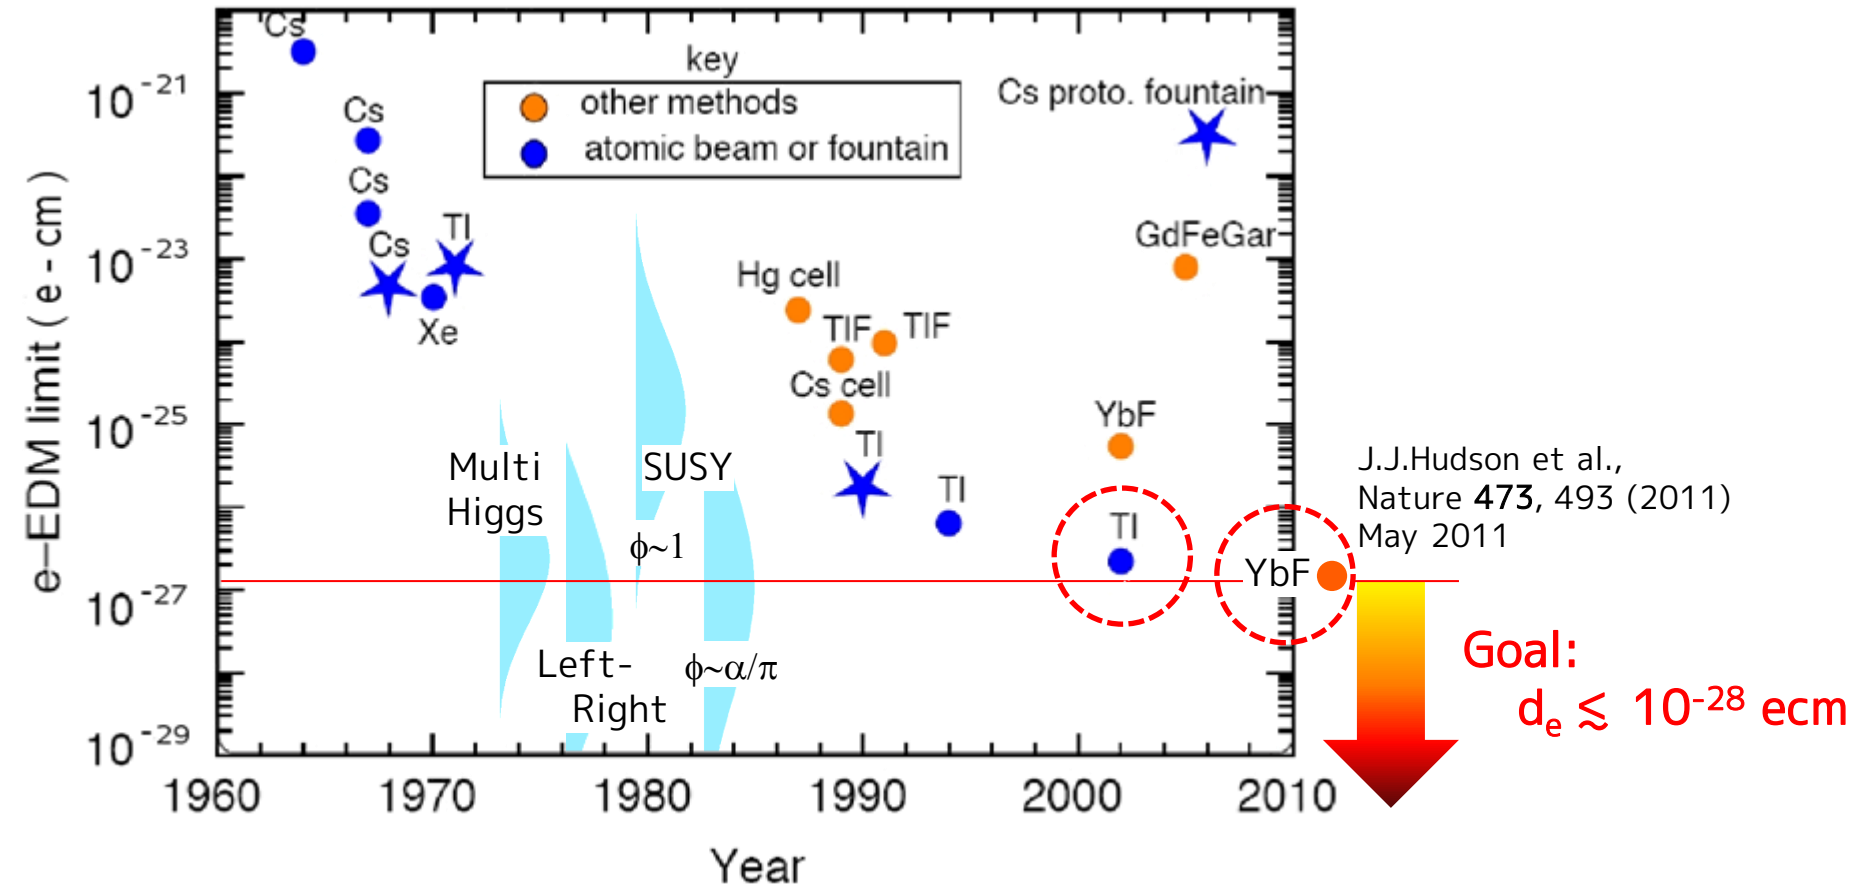 Cs
key
other methods
atomic beam or fountain
Cs proto. fountain
10-21
Cs
Cs
Cs
Tl
Xe
10-23
GdFeGar
Hg cell
TlF
TlF
Cs cell
10-25
YbF
Tl
Tl
Tl
Multi
Higgs
SUSY
ϕ~1
J.J.Hudson et al.,
Nature 473, 493 (2011)
May 2011
YbF
10-27
Left-
Right
ϕ~α/π
Goal:
de ≲ 10-28 ecm
10-29
e–EDM limit ( e - cm )
1960 1970 1980 1990 2000 2010
Year